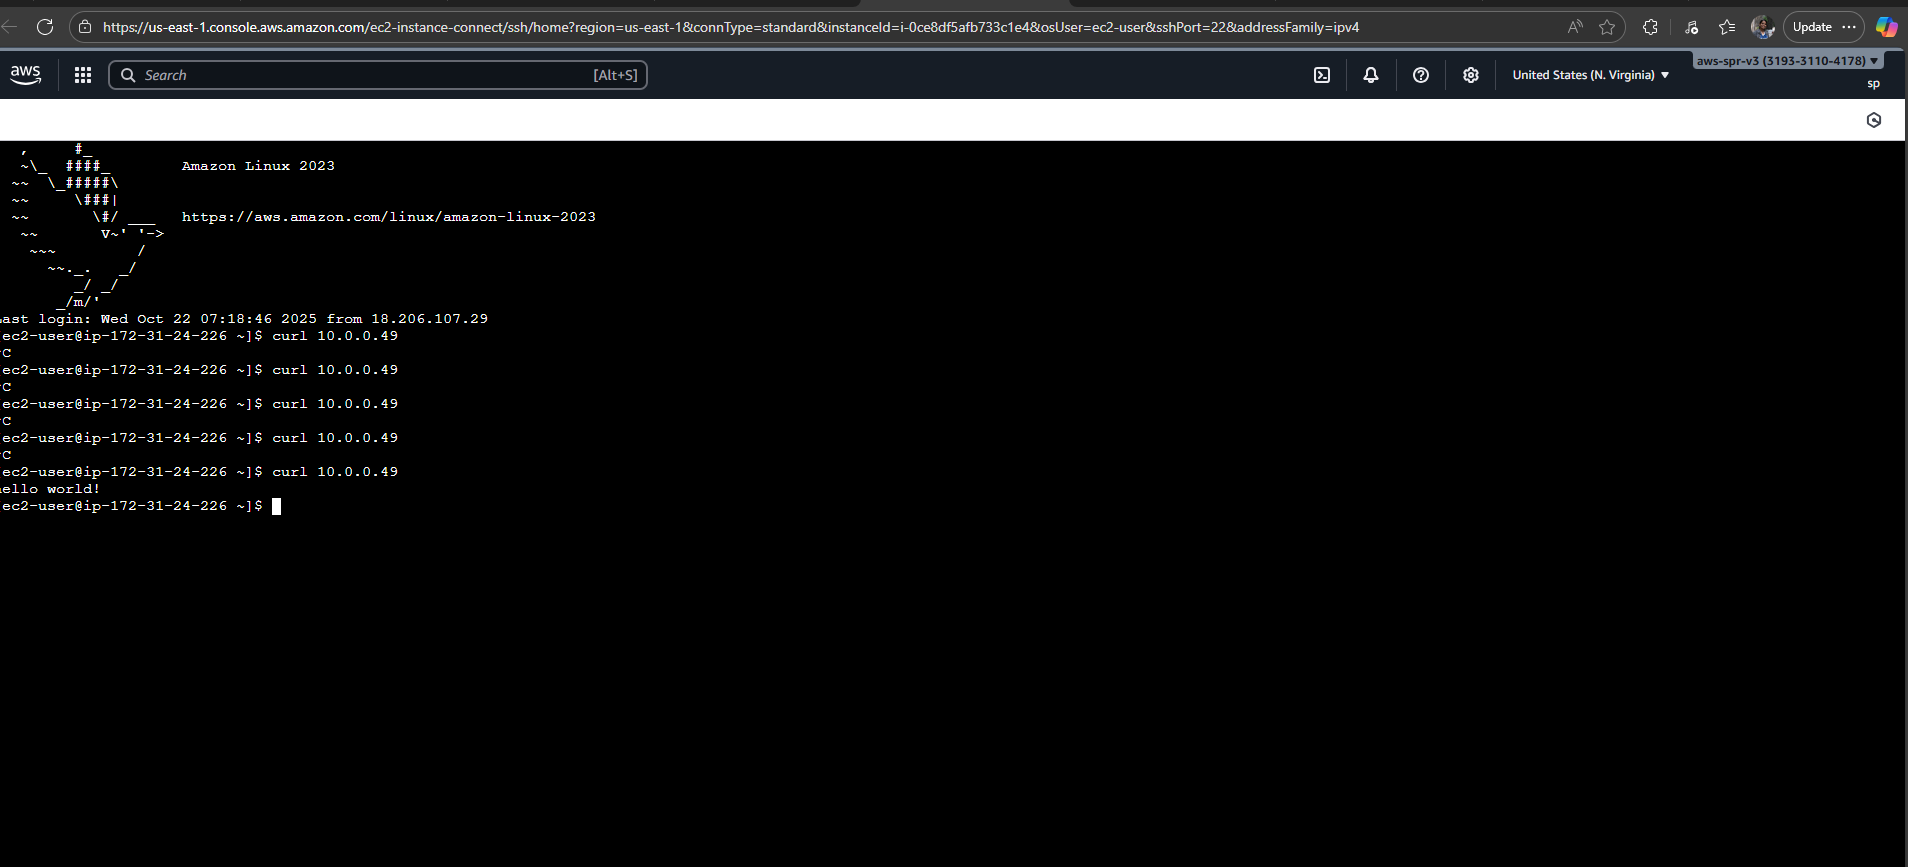 https://us-east-1.console.aws.amazon.com/ec2-instance-connect/ssh/home?region=us-east-1&connType=standard&instanceId=i-0ce8df5afb733c1e4&osUser=ec2-user&sshPort=22&addressFamily=ipv4
Update
aws
Search
[Alt+S]
United States (N. Virginia)
aws-spr-v3 (3193-3110-4178)
sp
   ,     #_
  ~\_  ####_        Amazon Linux 2023
 ~~  \_#####\
 ~~     \###|
 ~~       \#/ ___   https://aws.amazon.com/linux/amazon-linux-2023
  ~~       V~' '->
   ~~~         /
     ~~._.   _/
        _/ _/
      _/m/'
ast login: Wed Oct 22 07:18:46 2025 from 18.206.107.29
ec2-user@ip-172-31-24-226 ~]$ curl 10.0.0.49
C
ec2-user@ip-172-31-24-226 ~]$ curl 10.0.0.49
C
ec2-user@ip-172-31-24-226 ~]$ curl 10.0.0.49
C
ec2-user@ip-172-31-24-226 ~]$ curl 10.0.0.49
C
ec2-user@ip-172-31-24-226 ~]$ curl 10.0.0.49
ello world!
ec2-user@ip-172-31-24-226 ~]$